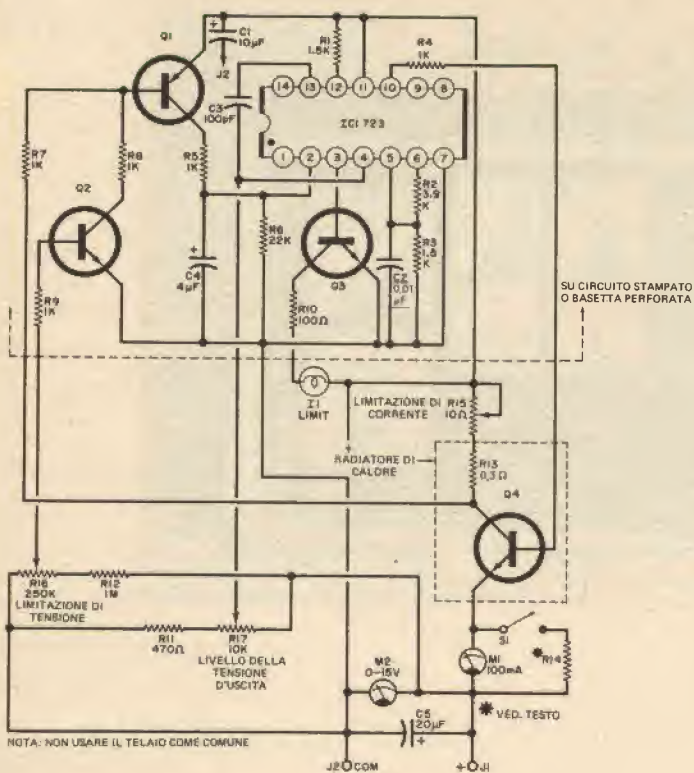 Q1
C1
10µF
J2
R1
1.5K
R4
1K
14
13
12
11
10
9
8
C3
100pF
IC1 723
1
2
3
4
5
6
7
R7
1K
R8
1K
R5
1K
Q2
R6
22K
R2
3.9
K
R3
1.5
K
C4
4µF
Q3
C2
0,01
µF
R9
1K
R10
100Ω
SU CIRCUITO STAMPATO
O BASETTA PERFORATA
I1
LIMIT
LIMITAZIONE DI
CORRENTE
R15
10Ω
+
RADIATORE DI
CALORE
R13
0,3Ω
Q4
R16
250K
LIMITAZIONE DI
TENSIONE
R12
1M
R11
470Ω
R17
10K
LIVELLO DELLA
TENSIONE
D'USCITA
S1
M2
0-15V
M1
100mA
*R14
* VED. TESTO
C5
20µF
+
NOTA: NON USARE IL TELAIO COME COMUNE
J2 COM
+ J1